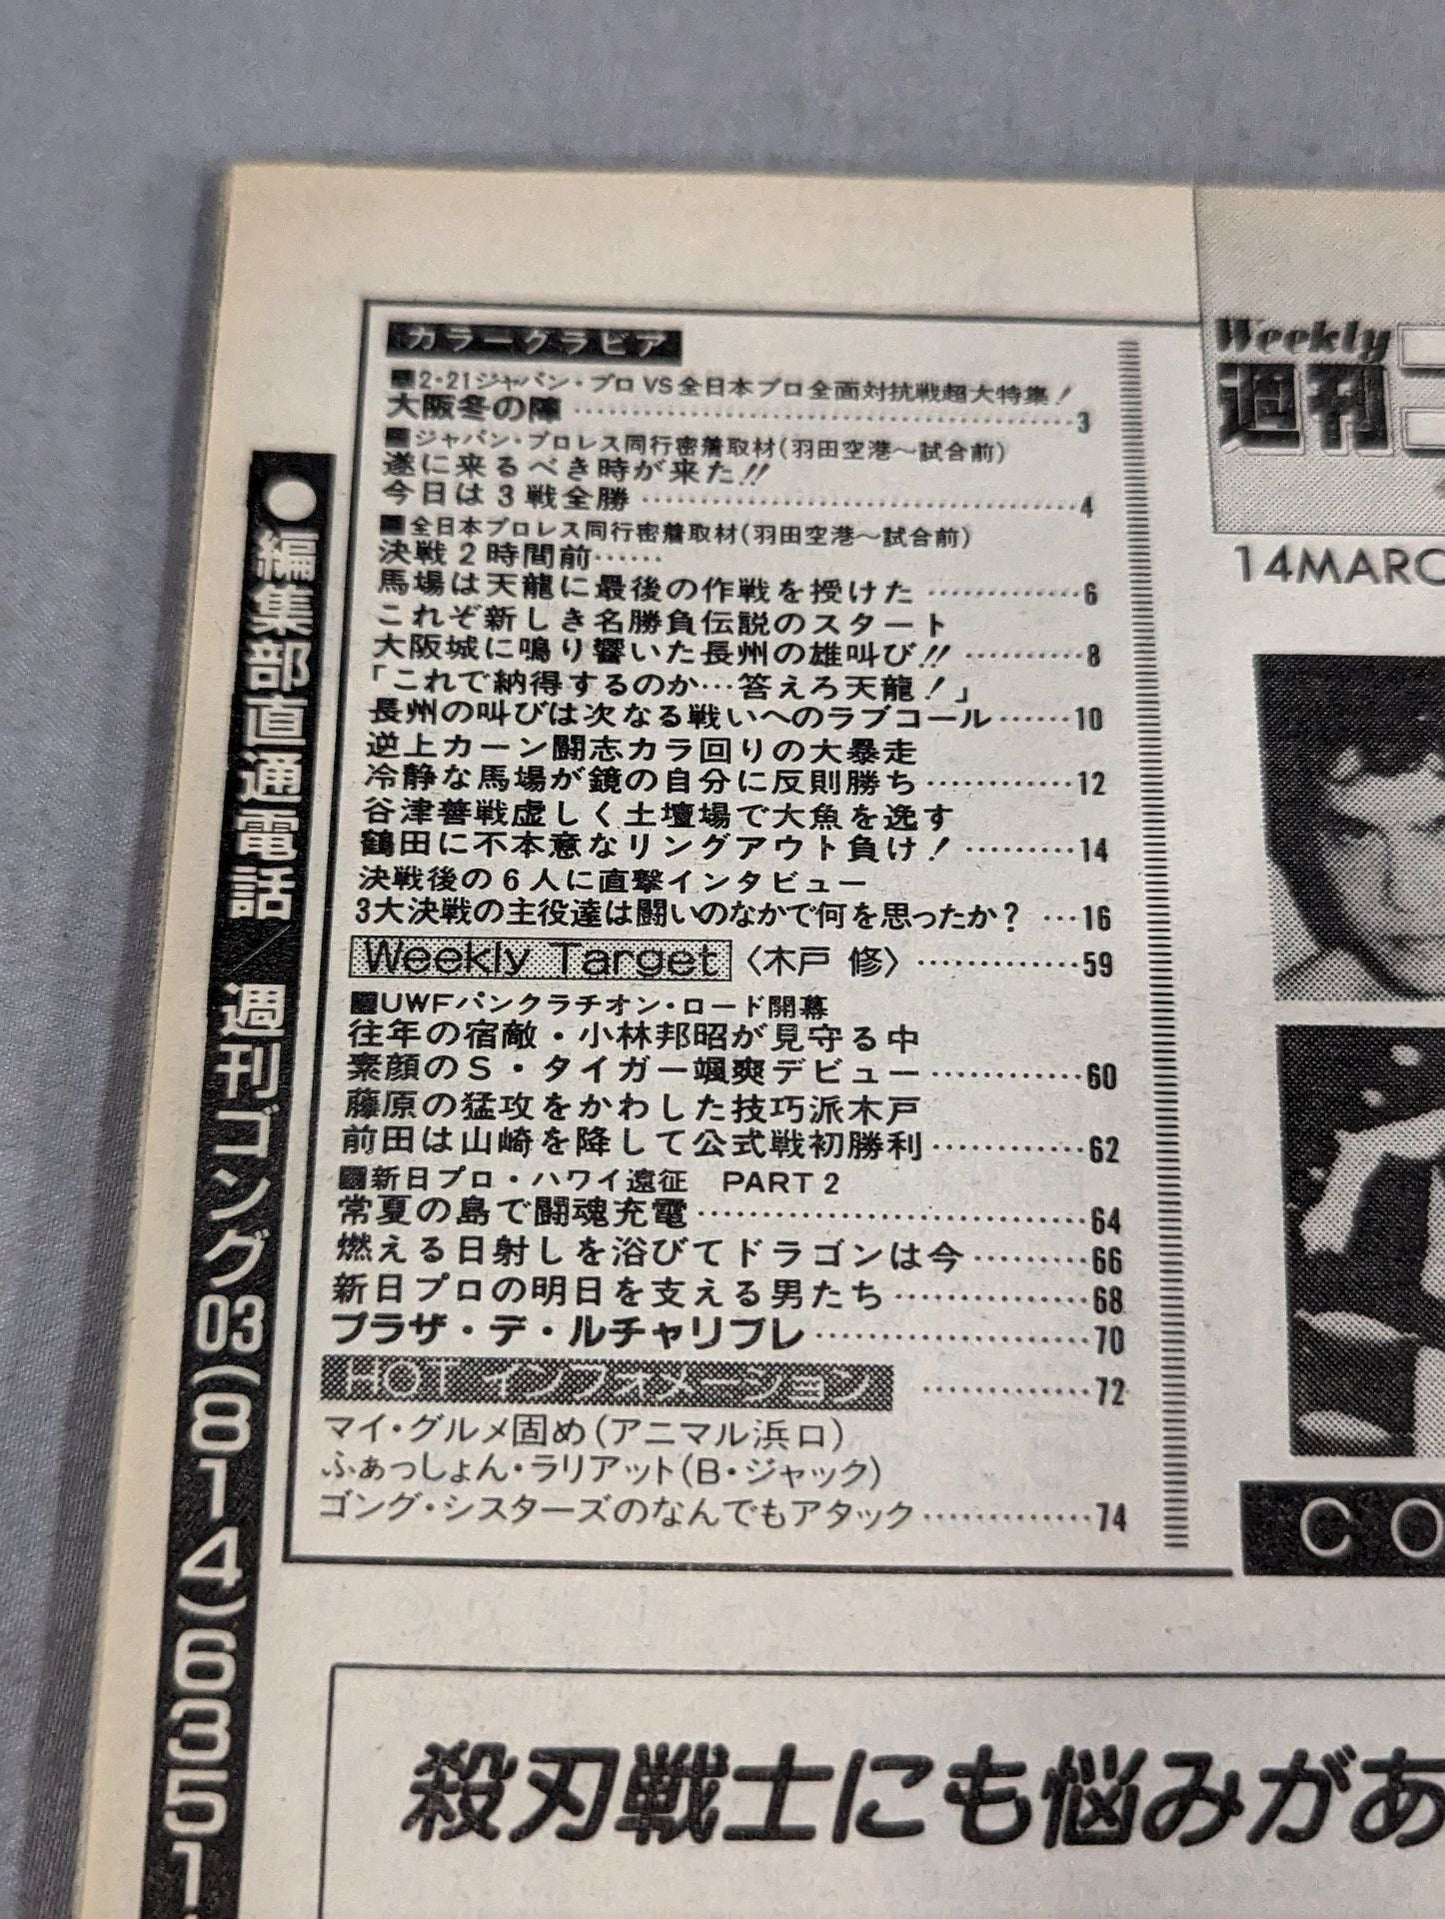 カラーグラビア
■2・21ジャパン・プロVS全日本プロ全面対抗戦超大特集！
大阪冬の陣…………3
■ジャパン・プロレス同行密着取材(羽田空港〜試合前)
遂に来るべき時が来た!!
今日は3戦全勝…………4
■全日本プロレス同行密着取材(羽田空港〜試合前)
決戦2時間前……
馬場は天龍に最後の作戦を授けた…………6
これぞ新しき名勝負伝説のスタート
大阪城に鳴り響いた長州の雄叫び!!…………8
「これで納得するのか…答えろ天龍！」
長州の叫びは次なる戦いへのラブコール……10
逆上カーン闘志カラ回りの大暴走
冷静な馬場が鏡の自分に反則勝ち…………12
谷津善戦虚しく土壇場で大魚を逸す
鶴田に不本意なリングアウト負け！………14
決戦後の6人に直撃インタビュー
3大決戦の主役達は闘いのなかで何を思ったか？…16
Weekly Target〈木戸 修〉…………59
■UWFパンクラチオン・ロード開幕
往年の宿敵・小林邦昭が見守る中
素顔のS・タイガー颯爽デビュー…………60
藤原の猛攻をかわした技巧派木戸
前田は山崎を降して公式戦初勝利…………62
■新日プロ・ハワイ遠征 PART2
常夏の島で闘魂充電…………64
燃える日射しを浴びてドラゴンは今………66
新日プロの明日を支える男たち…………68
プラザ・デ・ルチャリブレ…………70
HOT インフォメーション…………72
マイ・グルメ固め(アニマル浜口)
ふぁっしょん・ラリアット(B・ジャック)
ゴング・シスターズのなんでもアタック…………74
●編集部直通電話／週刊ゴング03(814(6351
Weekly
週刊
14MARC
CO
殺刃戦士にも悩みがあ